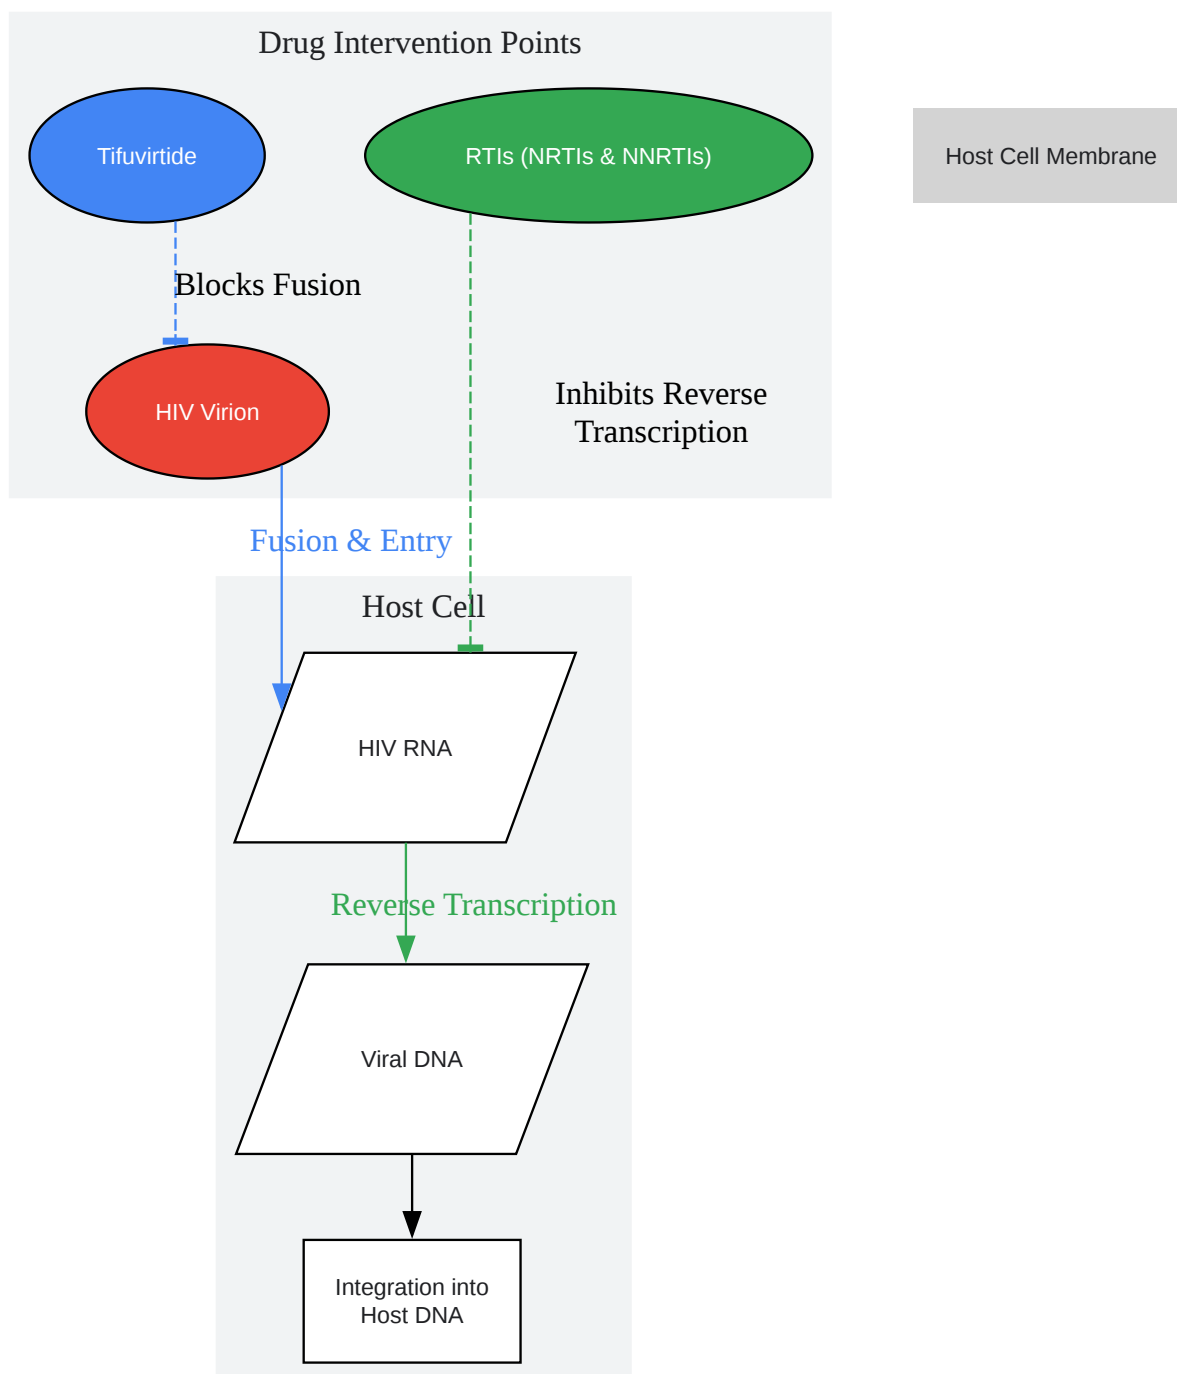 Drug Intervention Points
Tifuvirtide
RTIs (NRTIs & NNRTIs)
Host Cell Membrane
Blocks Fusion
HIV Virion
Inhibits Reverse
Transcription
Fusion & Entry
Host Cell
HIV RNA
Reverse Transcription
Viral DNA
Integration into
Host DNA